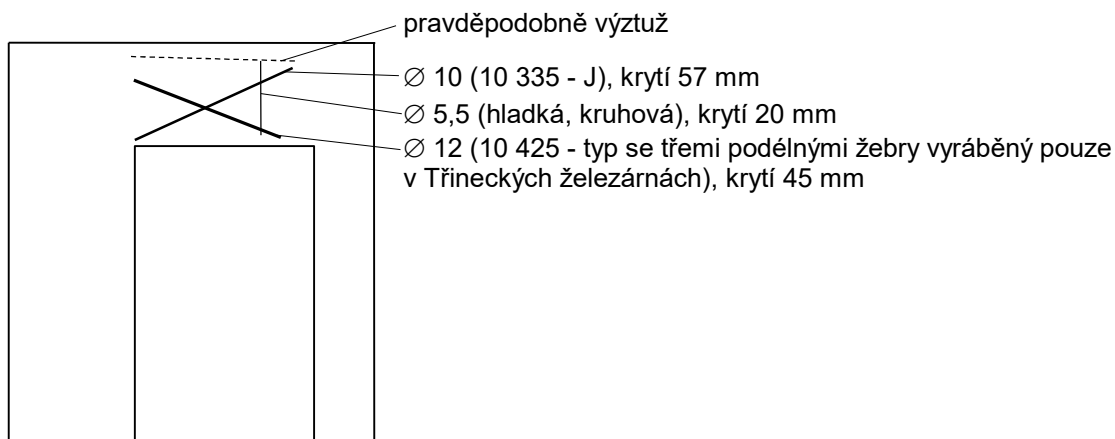 pravděpodobně výztuž
∅ 10 (10 335 - J), krytí 57 mm
∅ 5,5 (hladká, kruhová), krytí 20 mm
∅ 12 (10 425 - typ se třemi podélnými žebry vyráběný pouze
v Třineckých železárnách), krytí 45 mm